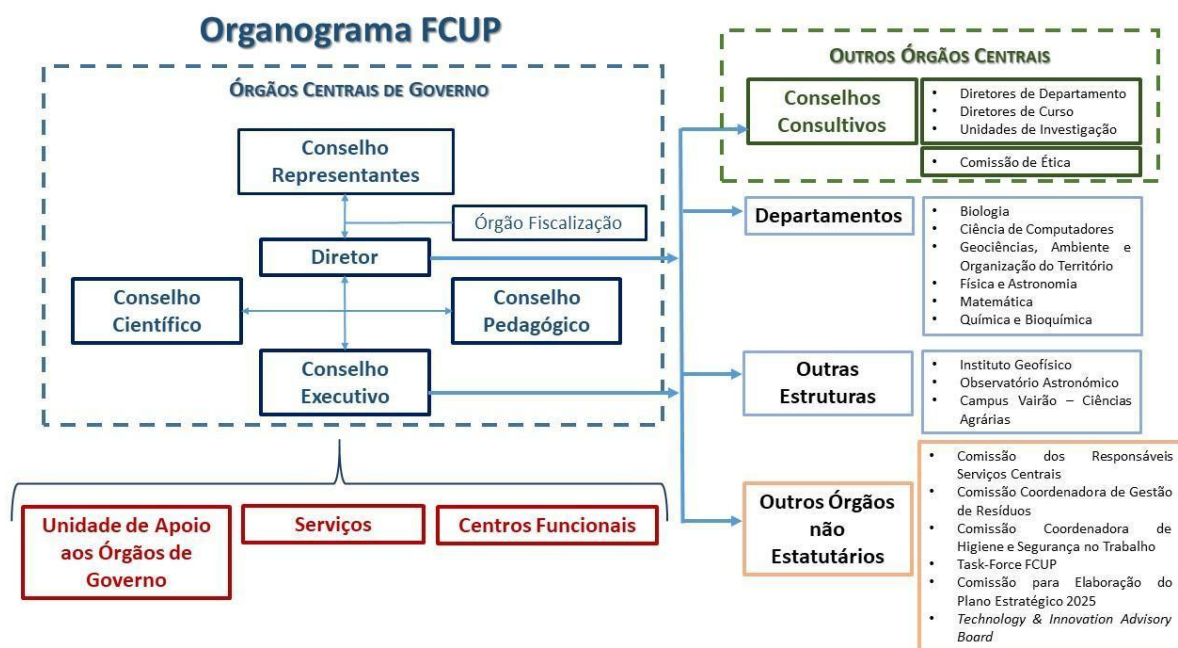 Organograma FCUP
ÓRGÃOS CENTRAIS DE GOVERNO
Conselho
Representantes
Órgão Fiscalização
Diretor
Conselho
Científico
Conselho
Pedagógico
Conselho
Executivo
Unidade de Apoio
aos Órgãos de
Governo
Serviços
Centros Funcionais
OUTROS ÓRGÃOS CENTRAIS
Conselhos
Consultivos
• Diretores de Departamento
• Diretores de Curso
• Unidades de Investigação
• Comissão de Ética
Departamentos
• Biologia
• Ciência de Computadores
• Geociências, Ambiente e
Organização do Território
• Física e Astronomia
• Matemática
• Química e Bioquímica
Outras
Estruturas
• Instituto Geofísico
• Observatório Astronómico
• Campus Vairão – Ciências
Agrárias
Outros Órgãos
não
Estatutários
• Comissão dos Responsáveis
Serviços Centrais
• Comissão Coordenadora de Gestão
de Resíduos
• Comissão Coordenadora de
Higiene e Segurança no Trabalho
• Task-Force FCUP
• Comissão para Elaboração do
Plano Estratégico 2025
• Technology & Innovation Advisory
Board